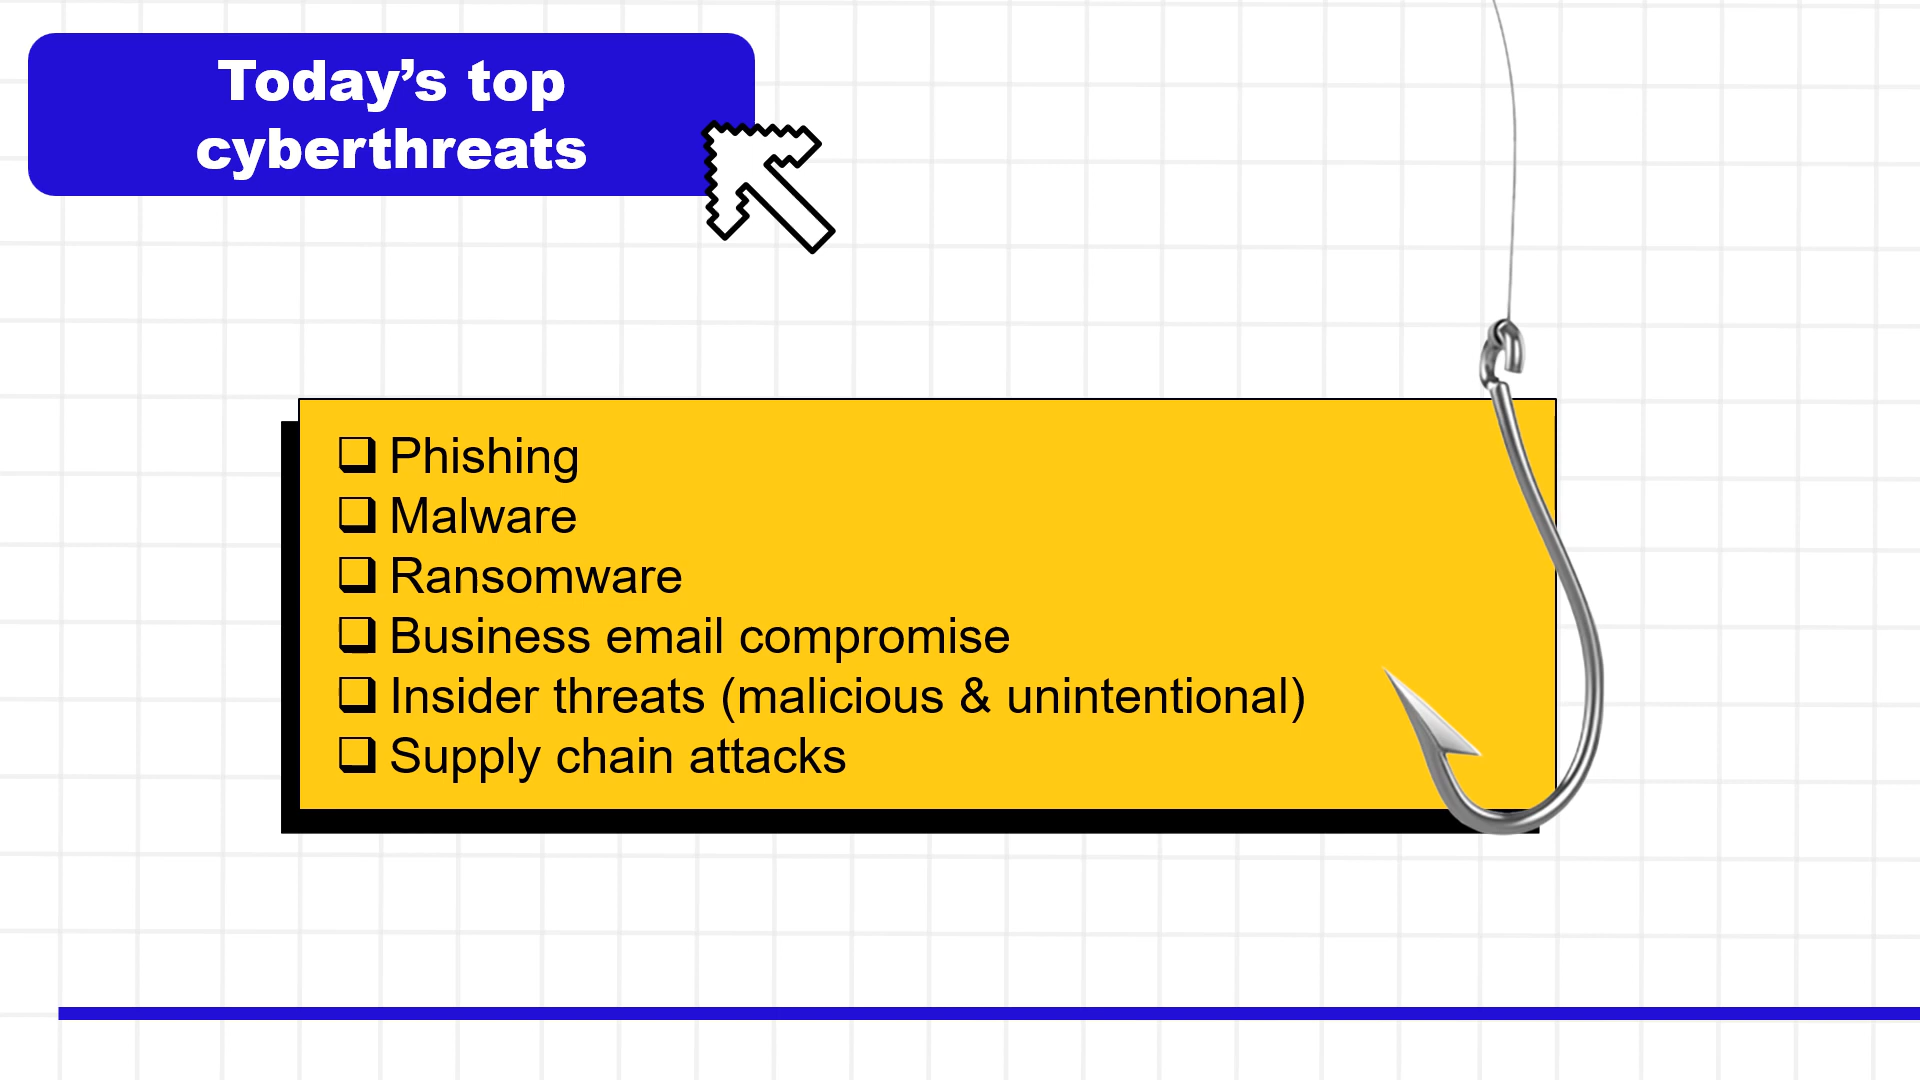 Today’s top
cyberthreats
❑ Phishing
❑ Malware
❑ Ransomware
❑ Business email compromise
❑ Insider threats (malicious & unintentional)
❑ Supply chain attacks